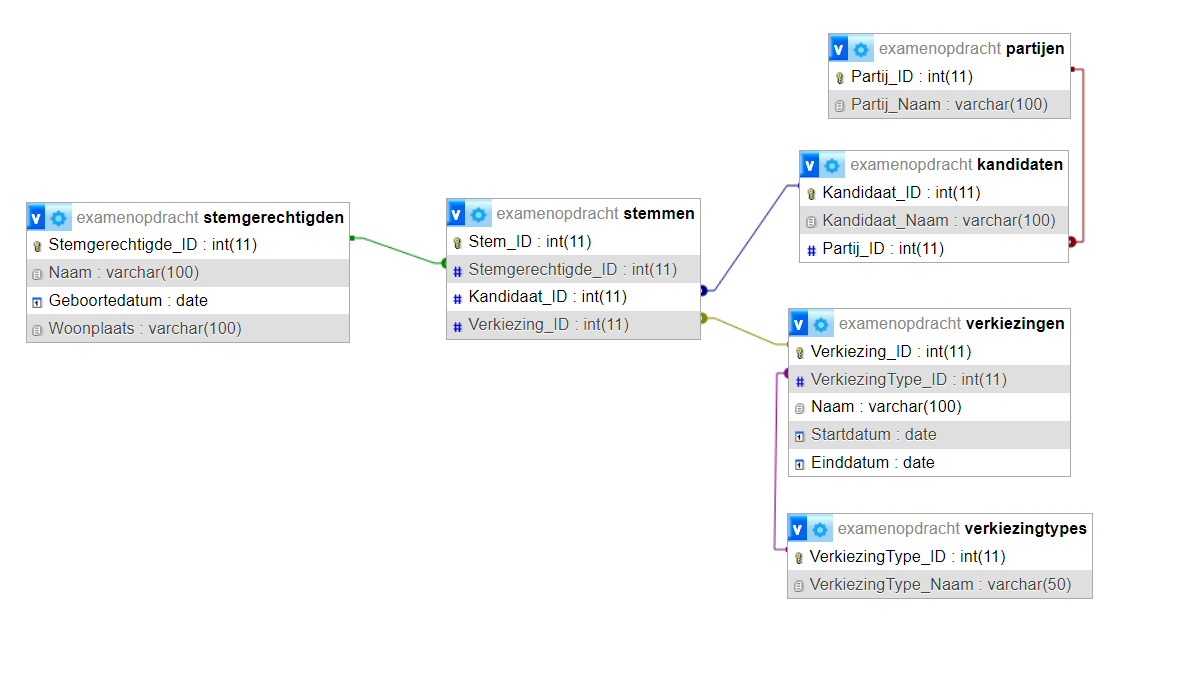 v examenopdracht partijen
Partij_ID : int(11)
Partij_Naam : varchar(100)
v examenopdracht kandidaten
Kandidaat_ID : int(11)
Kandidaat_Naam : varchar(100)
# Partij_ID : int(11)
v examenopdracht stemgerechtigden
Stemgerechtigde_ID : int(11)
Naam : varchar(100)
Geboortedatum : date
Woonplaats : varchar(100)
v examenopdracht stemmen
Stem_ID : int(11)
# Stemgerechtigde_ID : int(11)
# Kandidaat_ID : int(11)
# Verkiezing_ID : int(11)
v examenopdracht verkiezingen
Verkiezing_ID : int(11)
# VerkiezingType_ID : int(11)
Naam : varchar(100)
Startdatum : date
Einddatum : date
v examenopdracht verkiezingtypes
VerkiezingType_ID : int(11)
VerkiezingType_Naam : varchar(50)